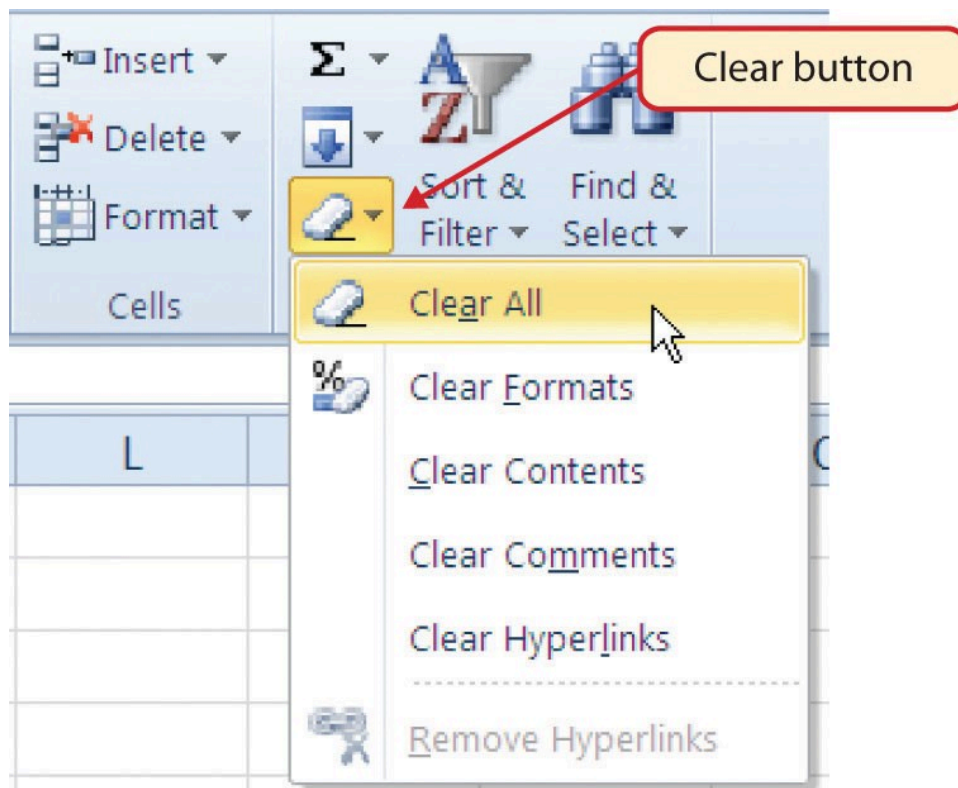 Insert
Delete
Format
Cells
Σ
Sort &
Filter
Find &
Select
Clear button
Clear All
Clear Formats
Clear Contents
Clear Comments
Clear Hyperlinks
Remove Hyperlinks
L